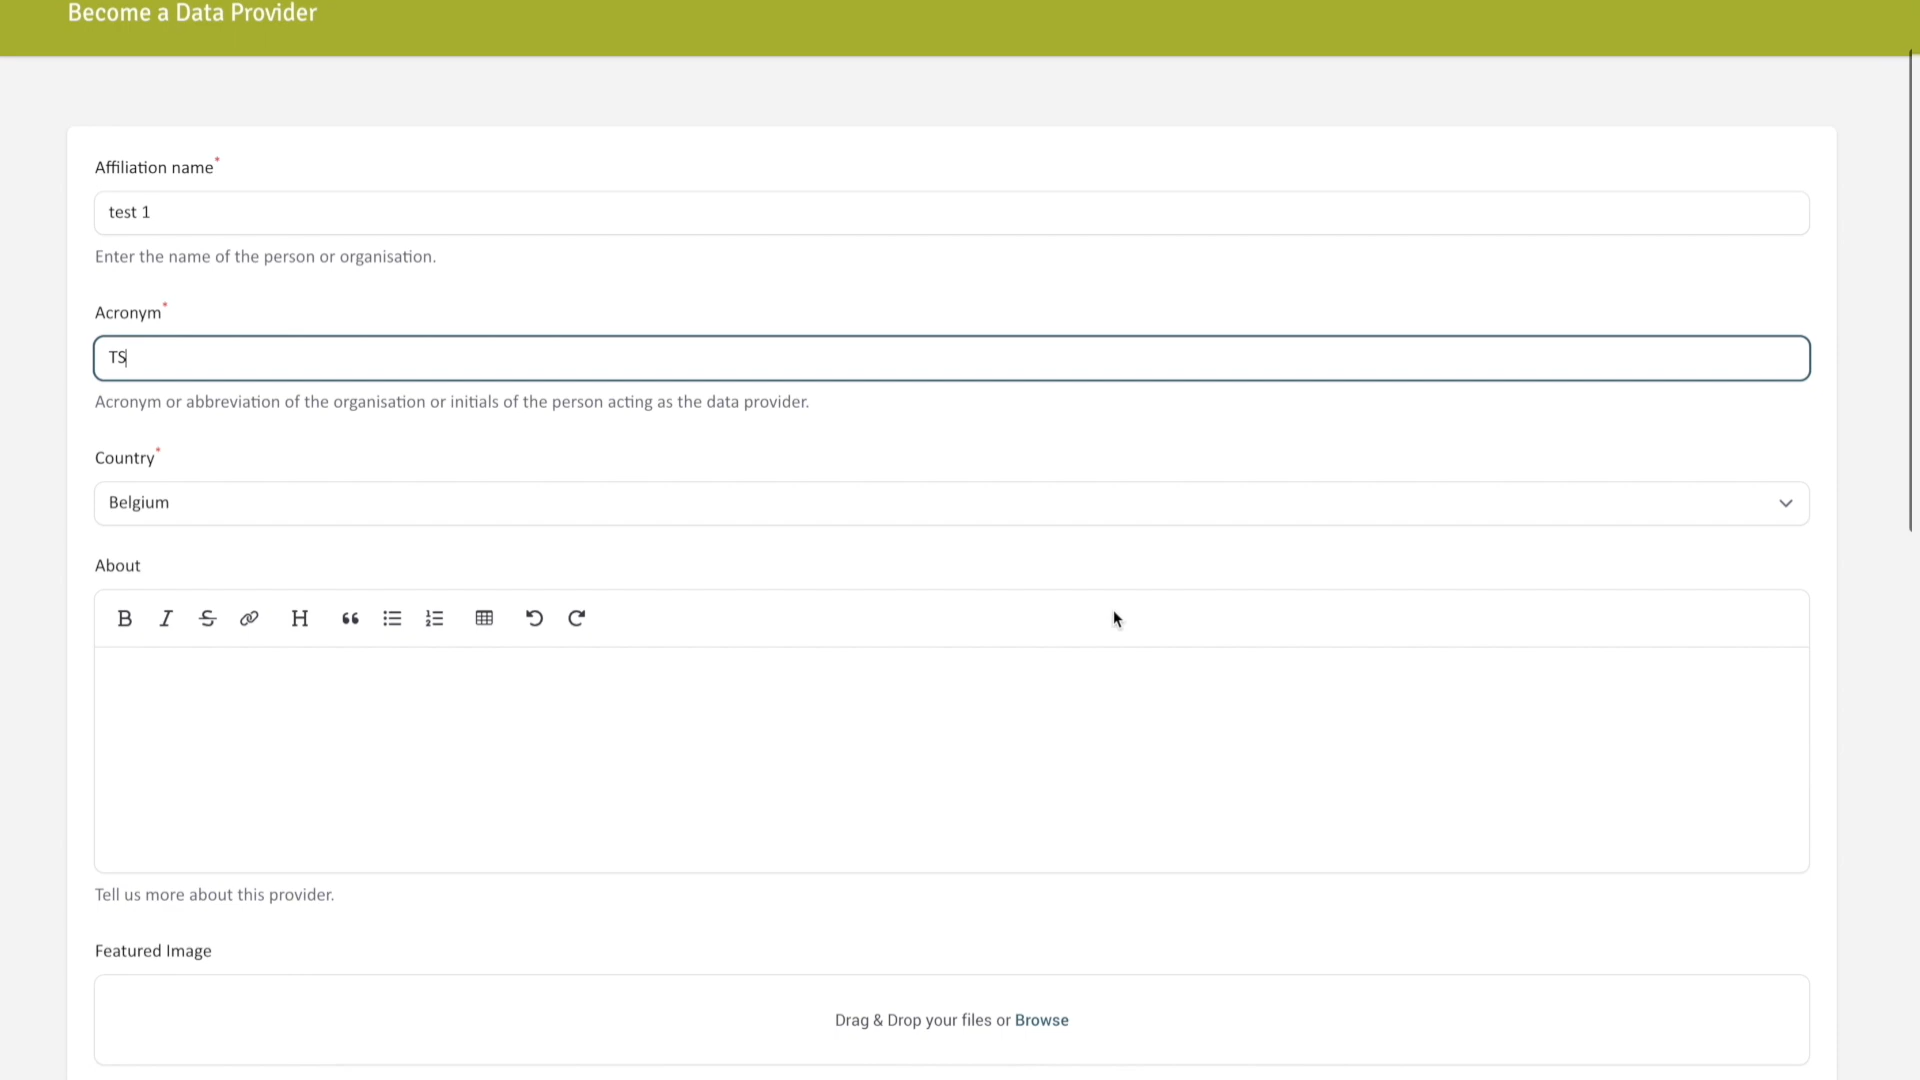 Become a Data Provider
Affiliation name*
test 1
Enter the name of the person or organisation.
Acronym*
TS
Acronym or abbreviation of the organisation or initials of the person acting as the data provider.
Country*
Belgium
About
B I S H
Tell us more about this provider.
Featured Image
Drag & Drop your files or Browse